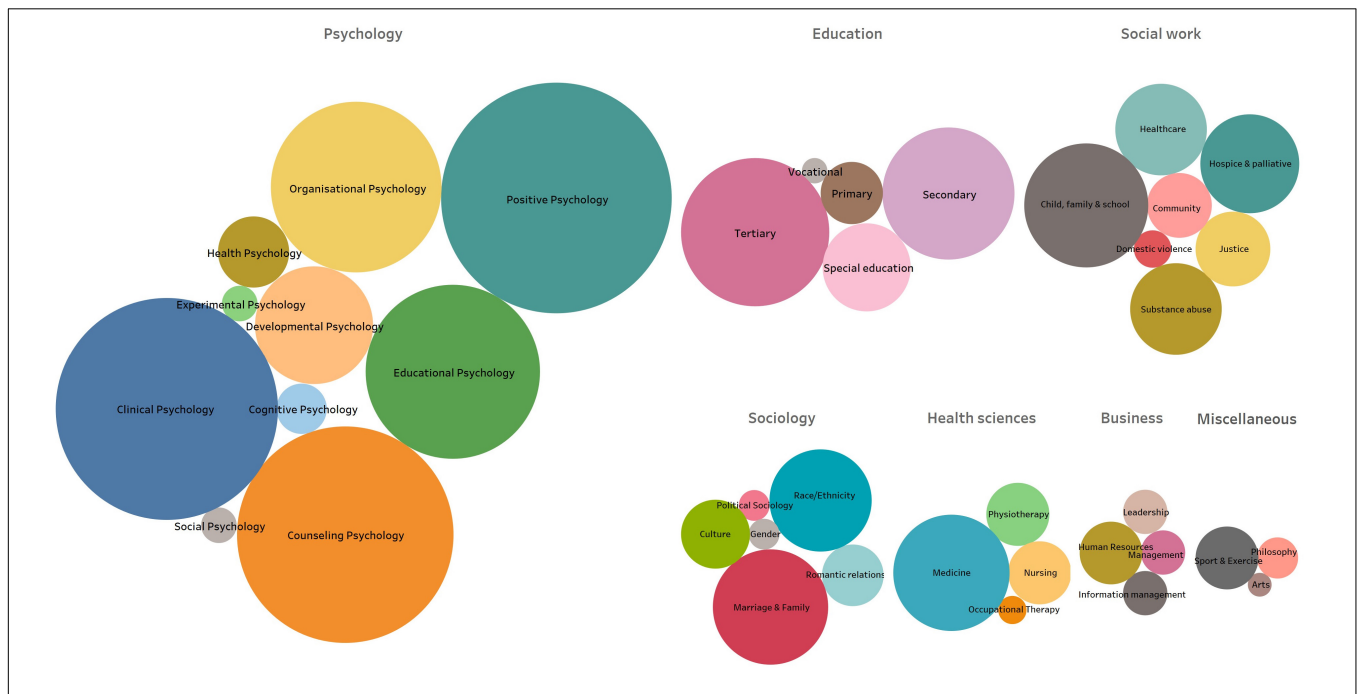 Psychology
Organisational Psychology
Positive Psychology
Health Psychology
Experimental Psychology
Developmental Psychology
Educational Psychology
Clinical Psychology
Cognitive Psychology
Social Psychology
Counseling Psychology
Education
Vocational
Primary
Secondary
Tertiary
Special education
Social work
Healthcare
Hospice & palliative
Child, family & school
Community
Domestic violence
Justice
Substance abuse
Sociology
Race/Ethnicity
Political Sociology
Culture
Gender
Romantic relations
Marriage & Family
Health sciences
Physiotherapy
Medicine
Nursing
Occupational Therapy
Business
Leadership
Human Resources
Management
Information management
Miscellaneous
Philosophy
Sport & Exercise
Arts